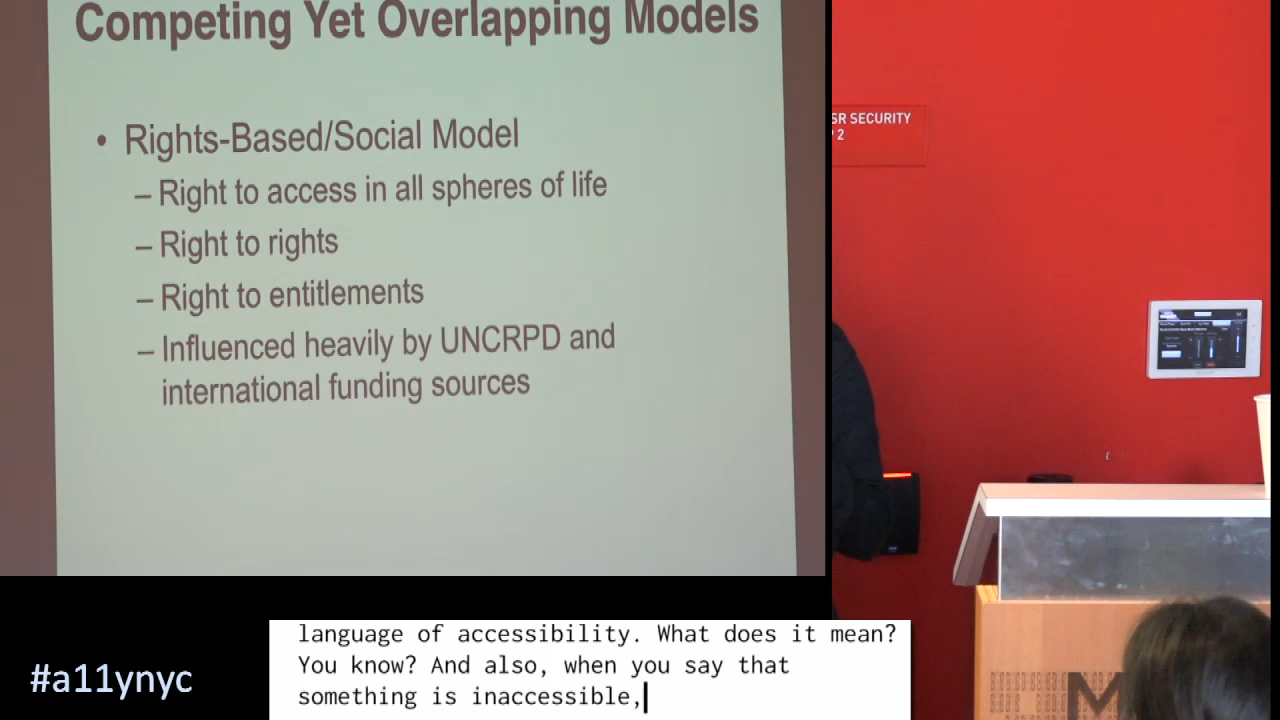 Competing Yet Overlapping Models
• Rights-Based/Social Model
– Right to access in all spheres of life
– Right to rights
– Right to entitlements
– Influenced heavily by UNCRPD and
international funding sources
SR SECURITY
2
#a11ynyc
language of accessibility. What does it mean?
You know? And also, when you say that
something is inaccessible,
M